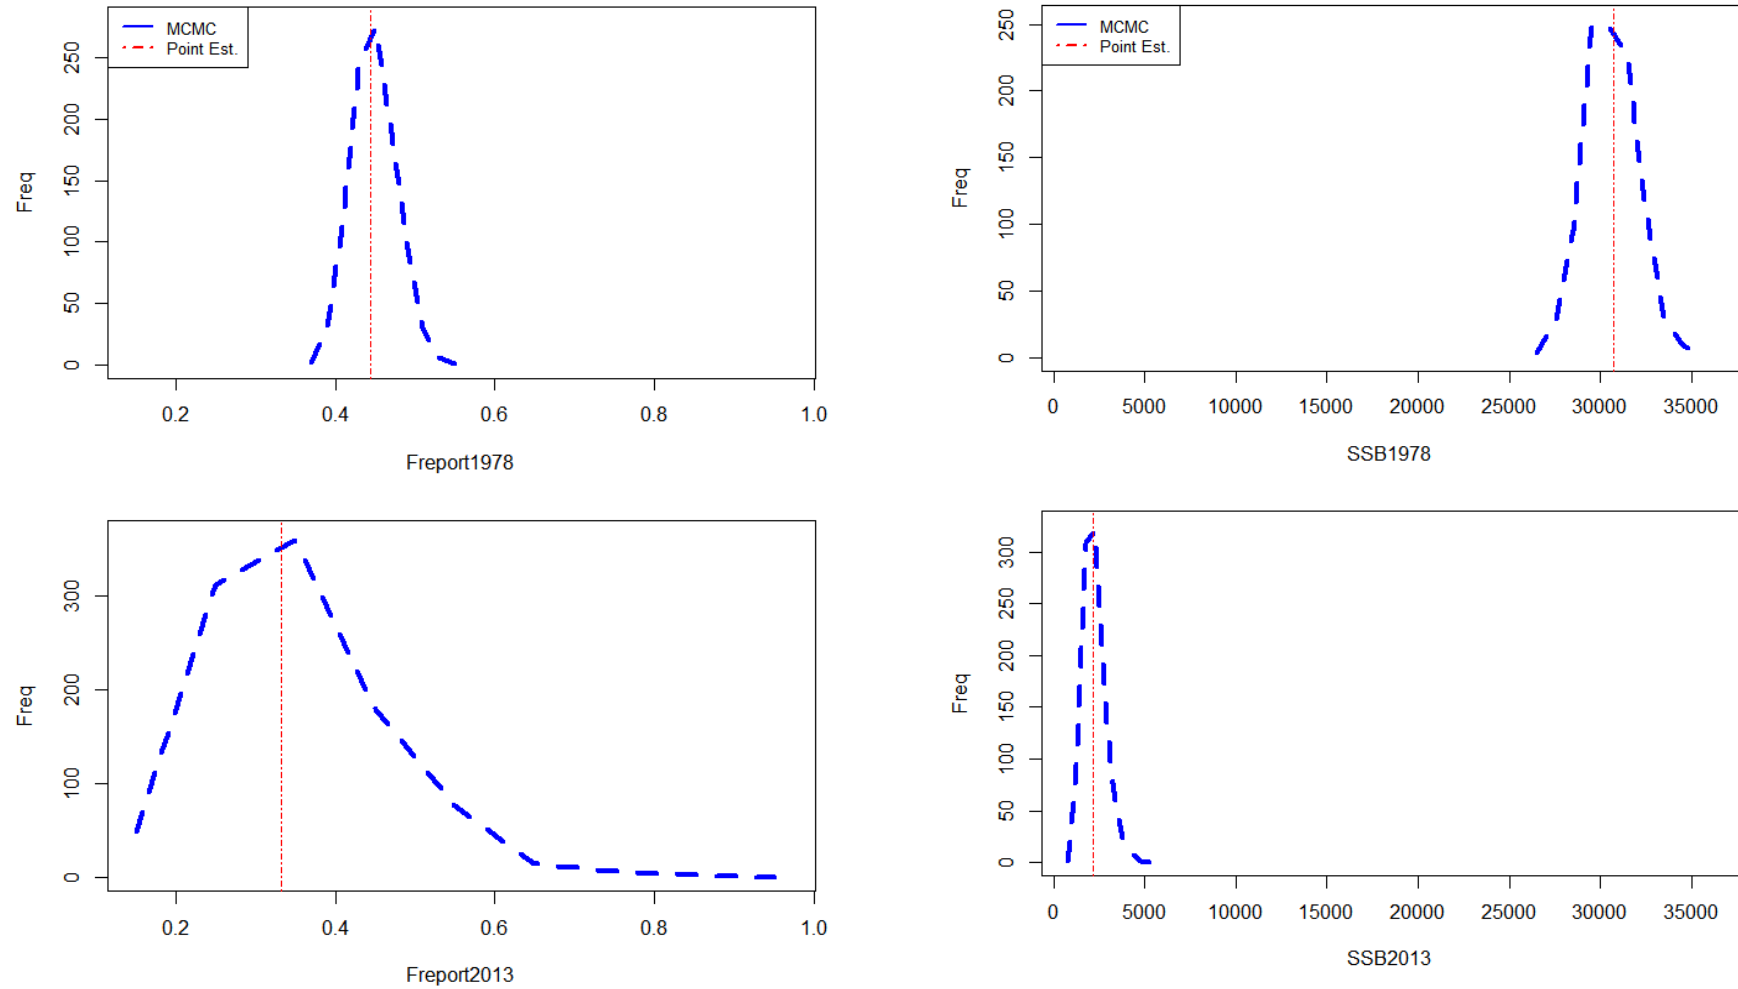 MCMC
Point Est.
Freq
0 50 100 150 200 250
0.2 0.4 0.6 0.8 1.0
Freport1978
MCMC
Point Est.
Freq
0 50 100 150 200 250
0 5000 10000 15000 20000 25000 30000 35000
SSB1978
Freq
0 100 200 300
0.2 0.4 0.6 0.8 1.0
Freport2013
Freq
0 50 100 150 200 250 300
0 5000 10000 15000 20000 25000 30000 35000
SSB2013